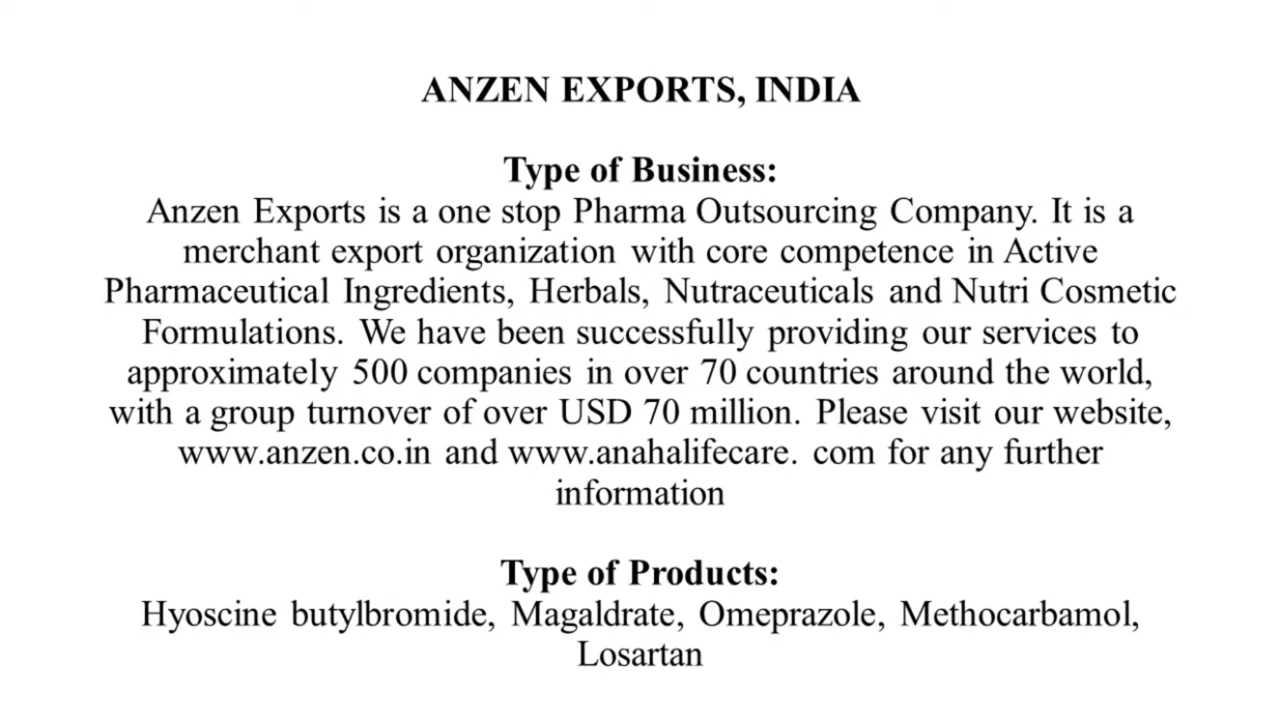 ANZEN EXPORTS, INDIA
Type of Business:
Anzen Exports is a one stop Pharma Outsourcing Company. It is a
merchant export organization with core competence in Active
Pharmaceutical Ingredients, Herbals, Nutraceuticals and Nutri Cosmetic
Formulations. We have been successfully providing our services to
approximately 500 companies in over 70 countries around the world,
with a group turnover of over USD 70 million. Please visit our website,
www.anzen.co.in and www.anahalifecare. com for any further
information
Type of Products:
Hyoscine butylbromide, Magaldrate, Omeprazole, Methocarbamol,
Losartan